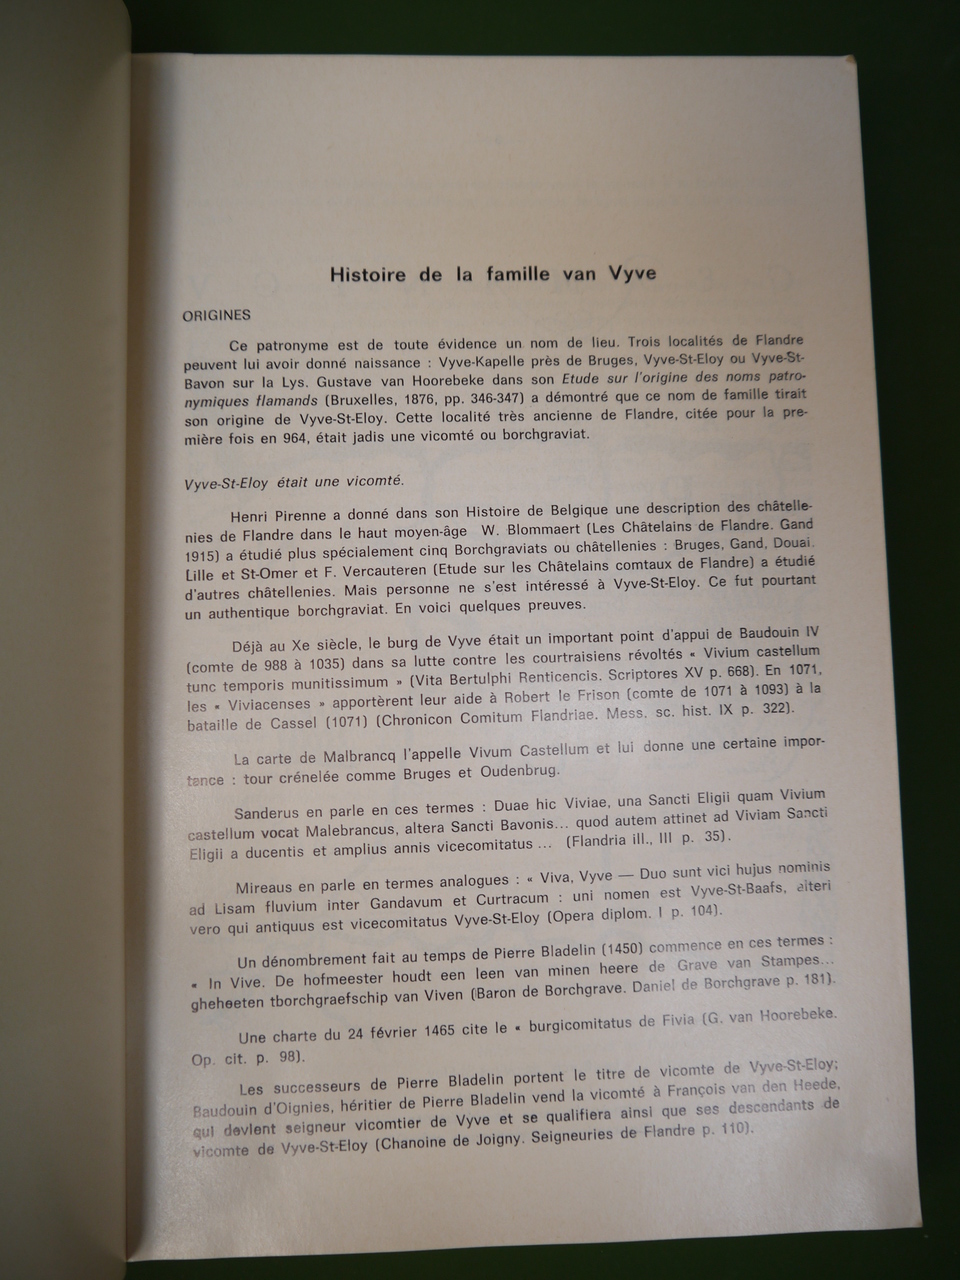 Histoire de la famille van Vyve
ORIGINES
Ce patronyme est de toute évidence un nom de lieu. Trois localités de Flandre
peuvent lui avoir donné naissance : Vyve-Kapelle près de Bruges, Vyve-St-Eloy ou Vyve-St-
Bavon sur la Lys. Gustave van Hoorebeke dans son Etude sur l'origine des noms patro-
nymiques flamands (Bruxelles, 1876, pp. 346-347) a démontré que ce nom de famille tirait
son origine de Vyve-St-Eloy. Cette localité très ancienne de Flandre, citée pour la pre-
mière fois en 964, était jadis une vicomté ou borchgraviat.
Vyve-St-Eloy était une vicomté.
Henri Pirenne a donné dans son Histoire de Belgique une description des châtelle-
nies de Flandre dans le haut moyen-âge W. Blommaert (Les Châtelains de Flandre. Gand
1915) a étudié plus spécialement cinq Borchgraviats ou châtellenies : Bruges, Gand, Douai.
Lille et St-Omer et F. Vercauteren (Etude sur les Châtelains comtaux de Flandre) a étudié
d'autres châtellenies. Mais personne ne s'est intéressé à Vyve-St-Eloy. Ce fut pourtant
un authentique borchgraviat. En voici quelques preuves.
Déjà au Xe siècle, le burg de Vyve était un important point d'appui de Baudouin IV
(comte de 988 à 1035) dans sa lutte contre les courtraisiens révoltés « Vivium castellum
tunc temporis munitissimum » (Vita Bertulphi Renticencis. Scriptores XV p. 668). En 1071,
les « Viviacenses » apportèrent leur aide à Robert le Frison (comte de 1071 à 1093) à la
bataille de Cassel (1071) (Chronicon Comitum Flandriae. Mess. sc. hist. IX p. 322).
La carte de Malbrancq l'appelle Vivum Castellum et lui donne une certaine impor-
tance : tour crénelée comme Bruges et Oudenbrug.
Sanderus en parle en ces termes : Duae hic Viviae, una Sancti Eligii quam Vivium
castellum vocat Malebrancus, altera Sancti Bavonis... quod autem attinet ad Viviam Sancti
Eligii a ducentis et amplius annis vicecomitatus ... (Flandria ill., III p. 35).
Mireaus en parle en termes analogues : « Viva, Vyve — Duo sunt vici hujus nominis
ad Lisam fluvium inter Gandavum et Curtracum : uni nomen est Vyve-St-Baafs, alteri
vero qui antiquus est vicecomitatus Vyve-St-Eloy (Opera diplom. I p. 104).
Un dénombrement fait au temps de Pierre Bladelin (1450) commence en ces termes :
« In Vive. De hofmeester houdt een leen van minen heere de Grave van Stampes...
gheheeten tborchgraefschip van Viven (Baron de Borchgrave. Daniel de Borchgrave p. 181).
Une charte du 24 février 1465 cite le « burgicomitatus de Fivia (G. van Hoorebeke.
Op. cit. p. 98).
Les successeurs de Pierre Bladelin portent le titre de vicomte de Vyve-St-Eloy;
Baudouin d'Oignies, héritier de Pierre Bladelin vend la vicomté à François van den Heede,
qui devient seigneur vicomtier de Vyve et se qualifiera ainsi que ses descendants de
vicomte de Vyve-St-Eloy (Chanoine de Joigny. Seigneuries de Flandre p. 110).